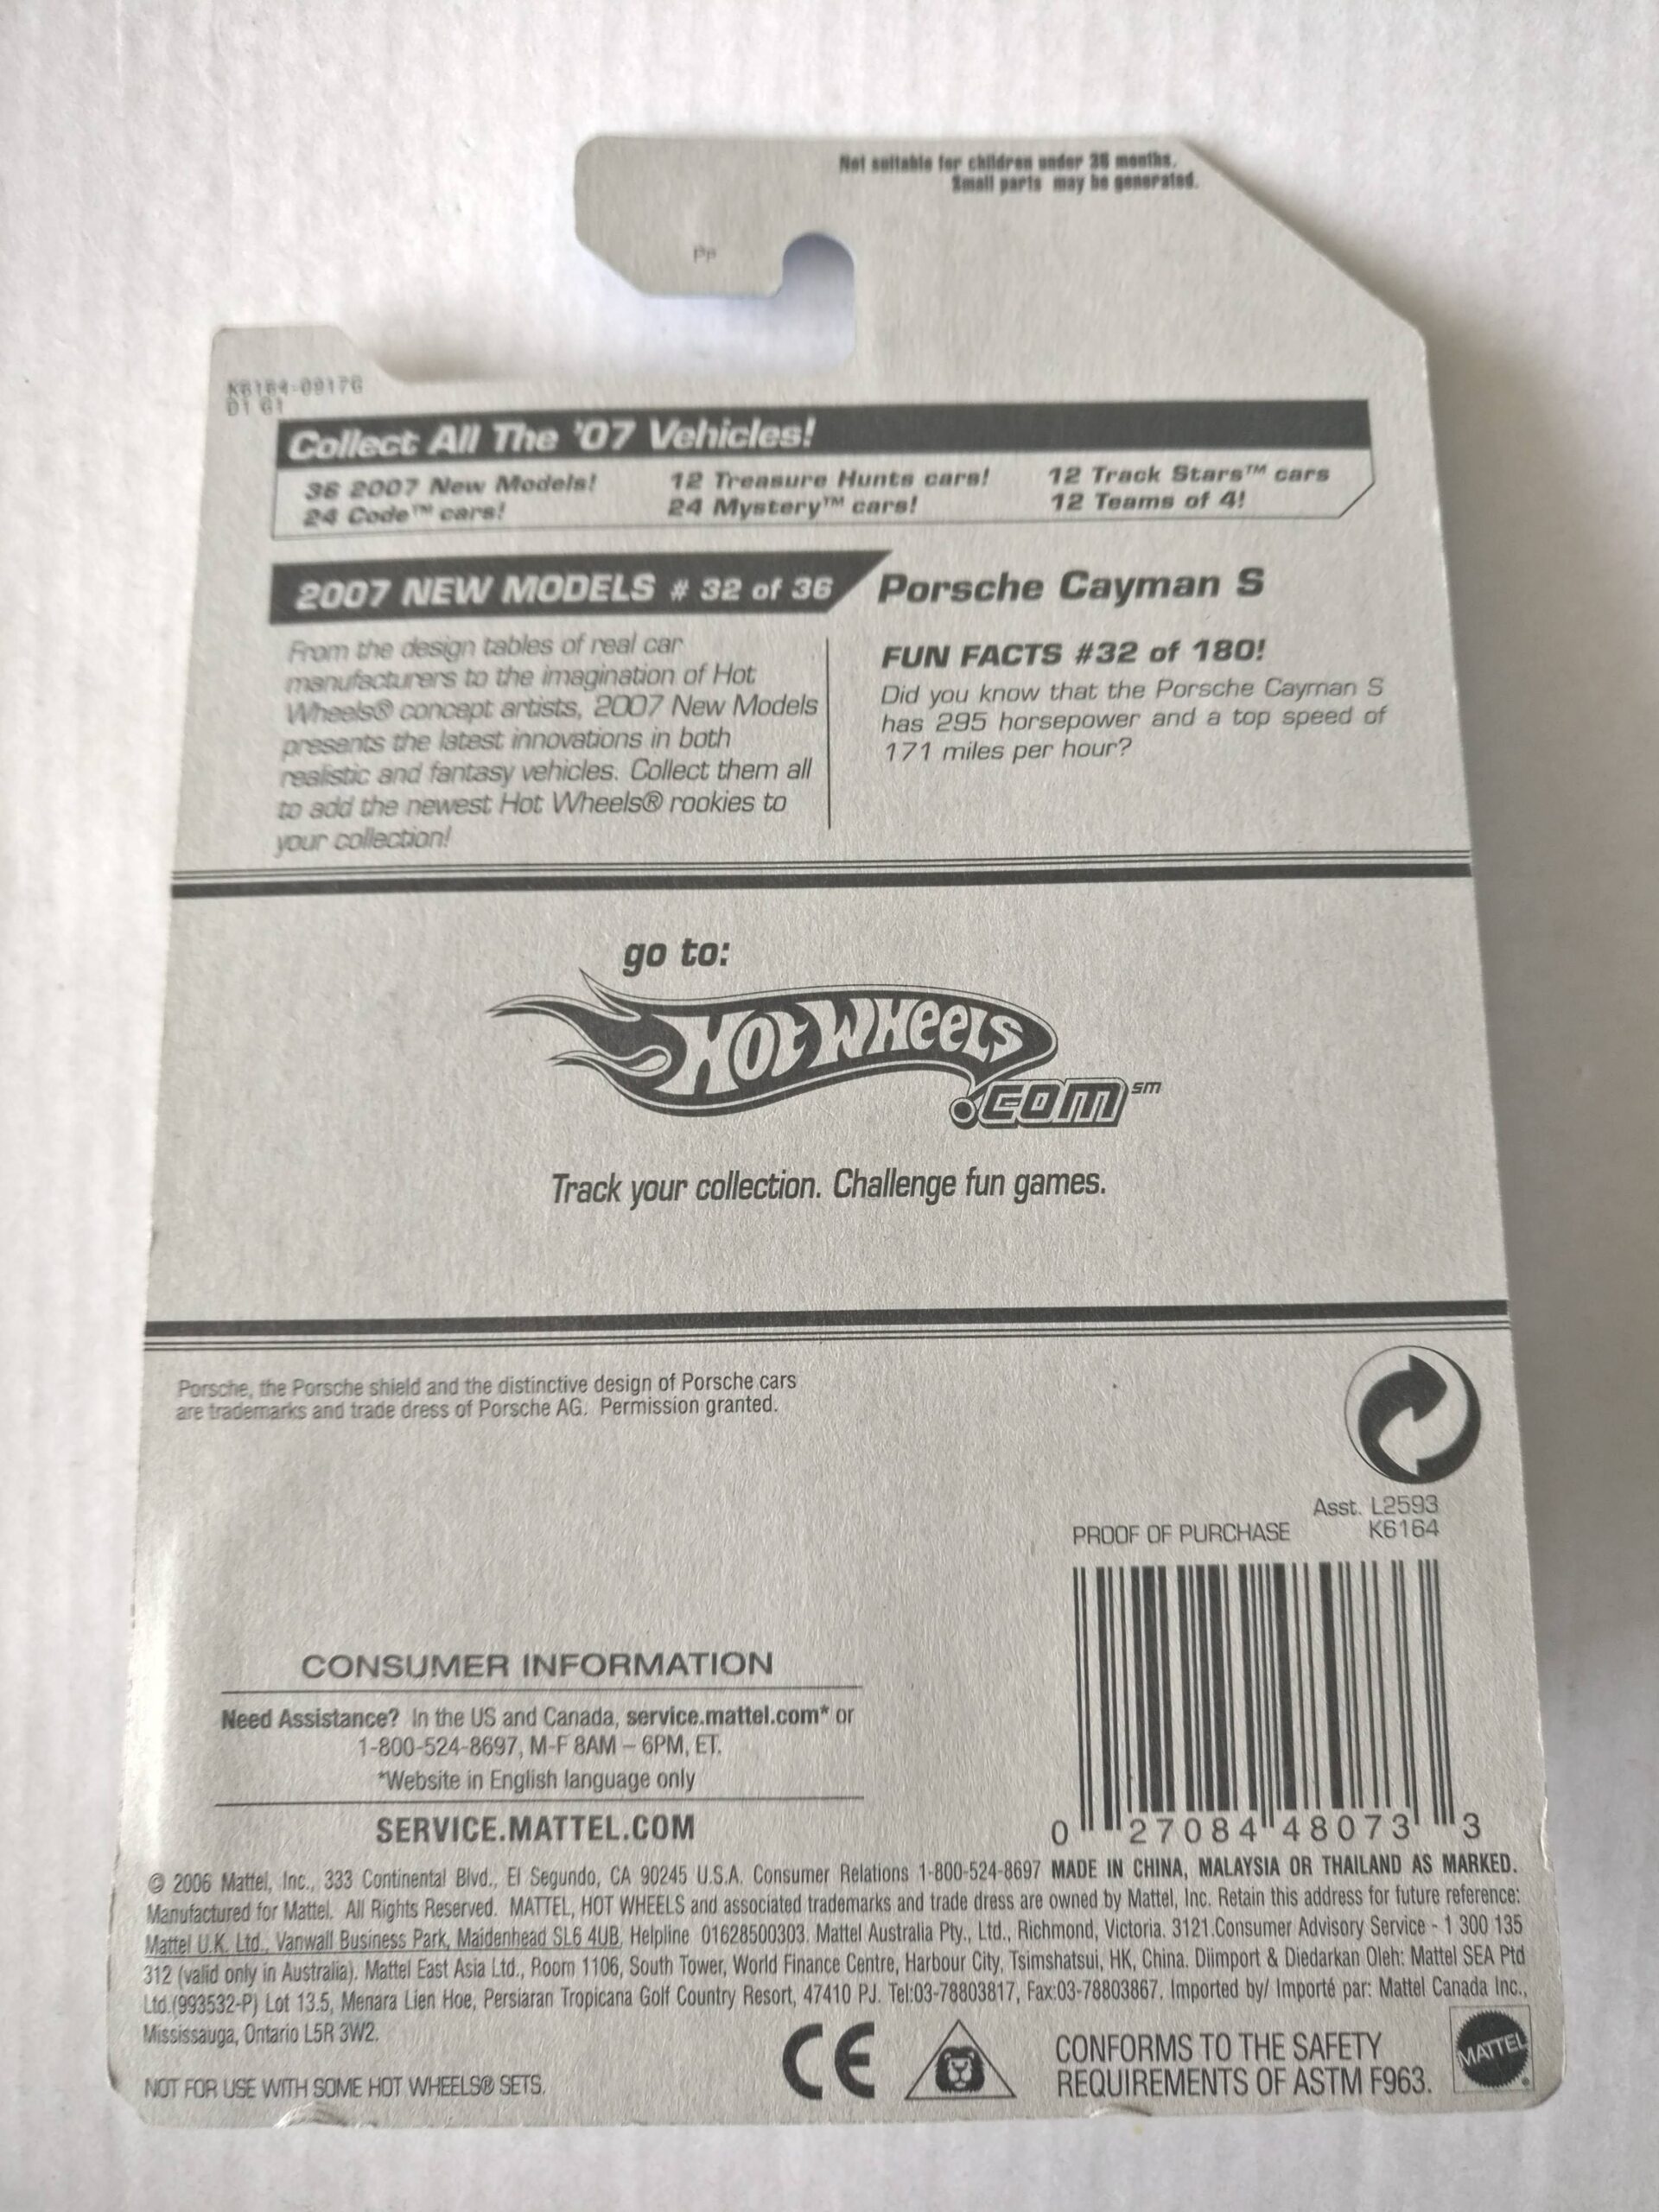 Not suitable for children under 36 months.
Small parts may be generated.
Pp
K6164-0917G
01 G1
Collect All The '07 Vehicles!
36 2007 New Models! 12 Treasure Hunts cars! 12 Track Stars™ cars
24 Code™ cars! 24 Mystery™ cars! 12 Teams of 4!
2007 NEW MODELS # 32 of 36 Porsche Cayman S
From the design tables of real car
manufacturers to the imagination of Hot
Wheels® concept artists, 2007 New Models
presents the latest innovations in both
realistic and fantasy vehicles. Collect them all
to add the newest Hot Wheels® rookies to
your collection!
FUN FACTS #32 of 180!
Did you know that the Porsche Cayman S
has 295 horsepower and a top speed of
171 miles per hour?
go to:
HOT WHEELS
.COM SM
Track your collection. Challenge fun games.
Porsche, the Porsche shield and the distinctive design of Porsche cars
are trademarks and trade dress of Porsche AG. Permission granted.
Asst. L2593
PROOF OF PURCHASE K6164
0 27084 48073 3
CONSUMER INFORMATION
Need Assistance? In the US and Canada, service.mattel.com* or
1-800-524-8697, M-F 8AM – 6PM, ET.
*Website in English language only
SERVICE.MATTEL.COM
© 2006 Mattel, Inc., 333 Continental Blvd., El Segundo, CA 90245 U.S.A. Consumer Relations 1-800-524-8697 MADE IN CHINA, MALAYSIA OR THAILAND AS MARKED.
Manufactured for Mattel. All Rights Reserved. MATTEL, HOT WHEELS and associated trademarks and trade dress are owned by Mattel, Inc. Retain this address for future reference:
Mattel U.K. Ltd., Vanwall Business Park, Maidenhead SL6 4UB. Helpline 01628500303. Mattel Australia Pty., Ltd., Richmond, Victoria. 3121.Consumer Advisory Service - 1 300 135
312 (valid only in Australia). Mattel East Asia Ltd., Room 1106, South Tower, World Finance Centre, Harbour City, Tsimshatsui, HK, China. Diimport & Diedarkan Oleh: Mattel SEA Ptd
Ltd.(993532-P) Lot 13.5, Menara Lien Hoe, Persiaran Tropicana Golf Country Resort, 47410 PJ. Tel:03-78803817, Fax:03-78803867. Imported by/ Importé par: Mattel Canada Inc.,
Mississauga, Ontario L5R 3W2.
NOT FOR USE WITH SOME HOT WHEELS® SETS.
CE
CONFORMS TO THE SAFETY
REQUIREMENTS OF ASTM F963.
MATTEL